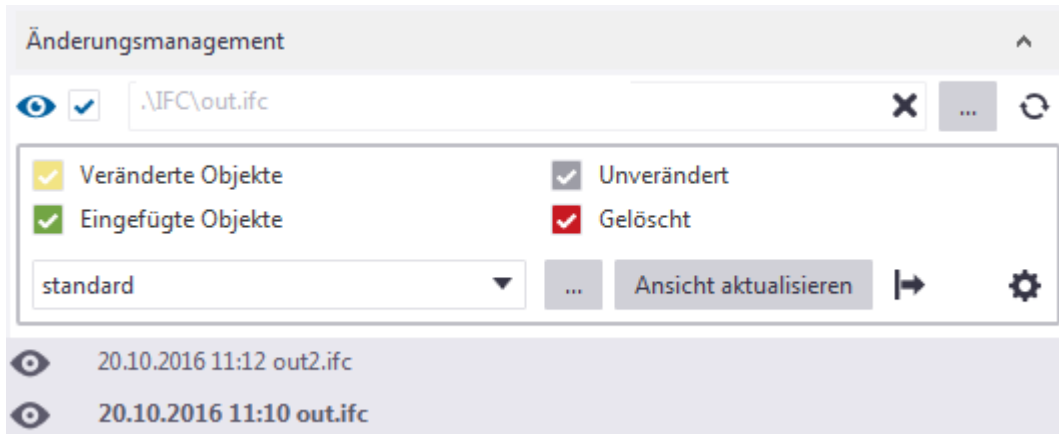 Änderungsmanagement
.\IFC\out.ifc
...
Veränderte Objekte
Unverändert
Eingefügte Objekte
Gelöscht
standard
...
Ansicht aktualisieren
20.10.2016 11:12 out2.ifc
20.10.2016 11:10 out.ifc